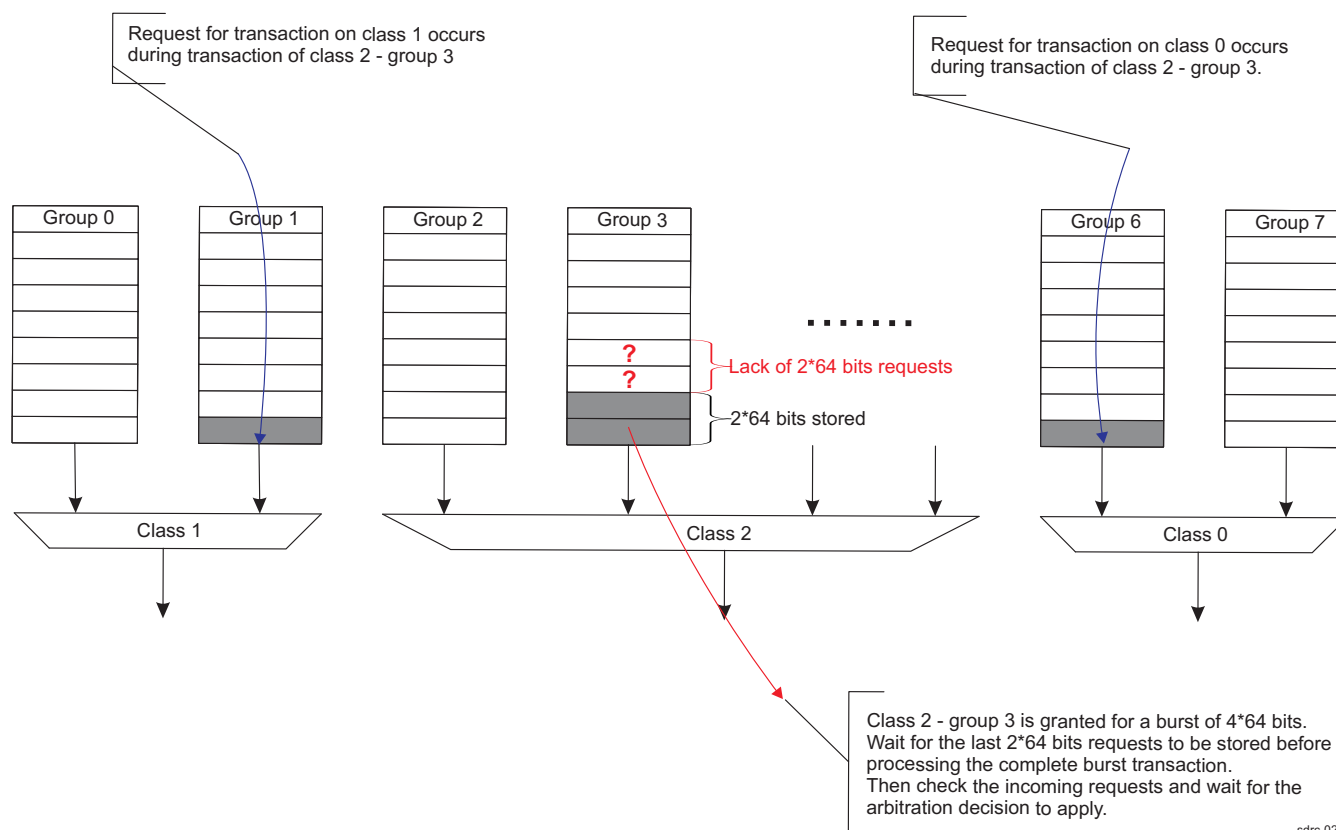 Request for transaction on class 1 occurs
during transaction of class 2 - group 3
Request for transaction on class 0 occurs
during transaction of class 2 - group 3.
Group 0
Group 1
Group 2
Group 3
Group 6
Group 7
.......
?
?
Lack of 2*64 bits requests
2*64 bits stored
Class 1
Class 2
Class 0
Class 2 - group 3 is granted for a burst of 4*64 bits.
Wait for the last 2*64 bits requests to be stored before
processing the complete burst transaction.
Then check the incoming requests and wait for the
arbitration decision to apply.